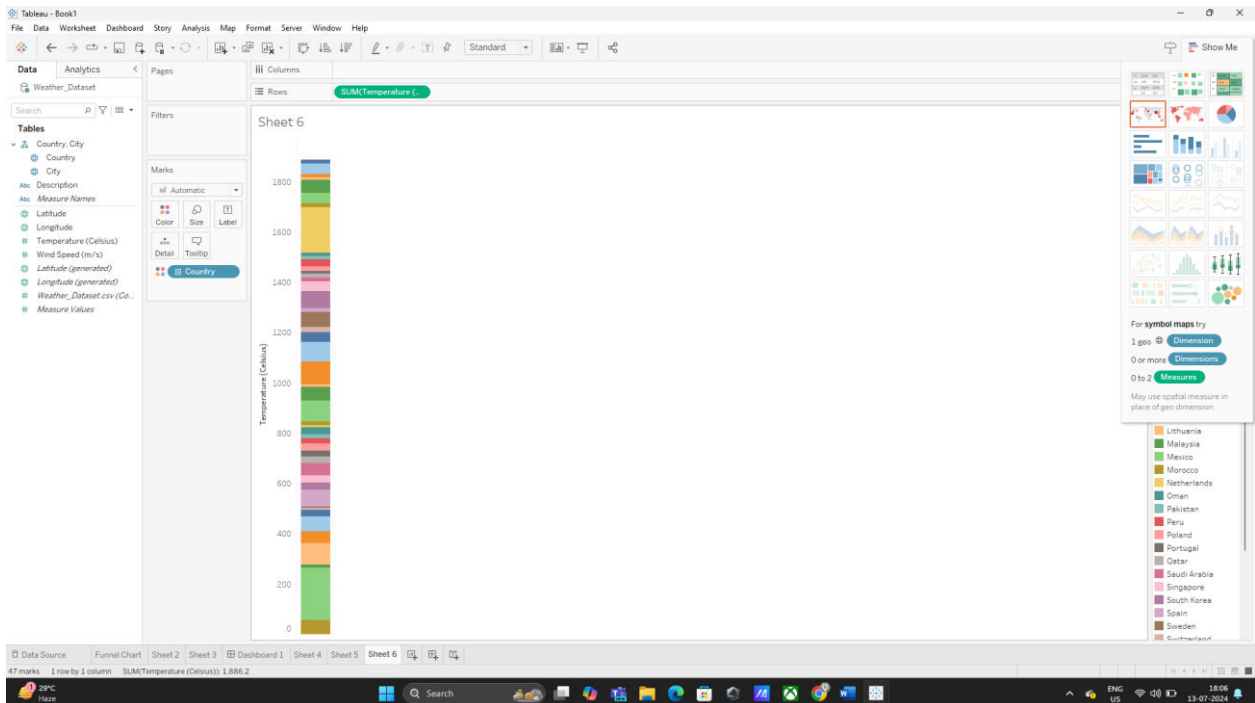 Tableau - Book1
File Data Worksheet Dashboard Story Analysis Map Format Server Window Help
Standard
Show Me
Data Analytics
Weather_Dataset
Search
Tables
Country, City
Country
City
Abc Description
Abc Measure Names
Latitude
Longitude
# Temperature (Celsius)
# Wind Speed (m/s)
Latitude (generated)
Longitude (generated)
# Weather_Dataset.csv (Co...
# Measure Values
Pages
Filters
Marks
Automatic
Color Size Label
Detail Tooltip
Country
Columns
Rows SUM(Temperature (..
Sheet 6
Temperature (Celsius)
1800
1600
1400
1200
1000
800
600
400
200
0
For symbol maps try
1 geo Dimension
0 or more Dimensions
0 to 2 Measures
May use spatial measure in
place of geo dimension
Lithuania
Malaysia
Mexico
Morocco
Netherlands
Oman
Pakistan
Peru
Poland
Portugal
Qatar
Saudi Arabia
Singapore
South Korea
Spain
Sweden
Switzerland
Data Source Funnel Chart Sheet 2 Sheet 3 Dashboard 1 Sheet 4 Sheet 5 Sheet 6
47 marks 1 row by 1 column SUM(Temperature (Celsius)): 1,886.2
29°C
Haze
Search
ENG
US
18:06
13-07-2024